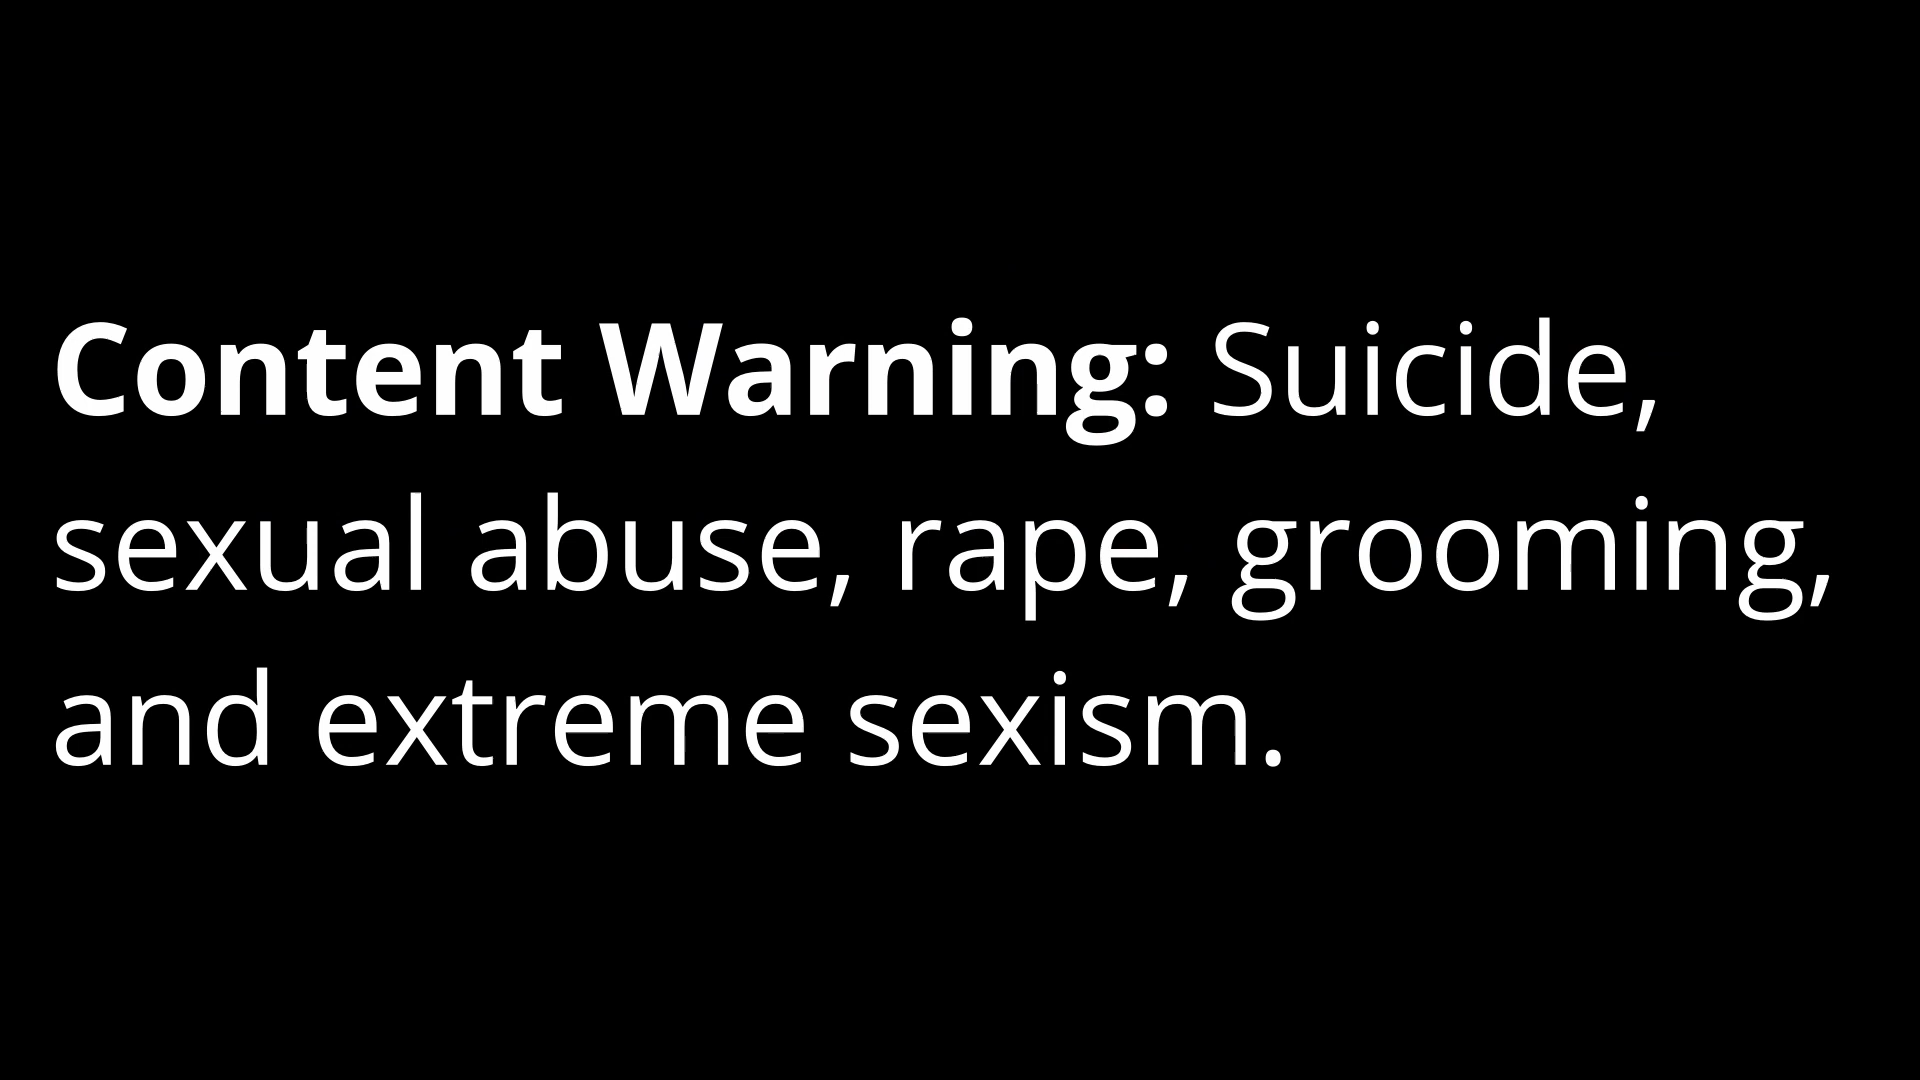 Content Warning: Suicide,
sexual abuse, rape, grooming,
and extreme sexism.